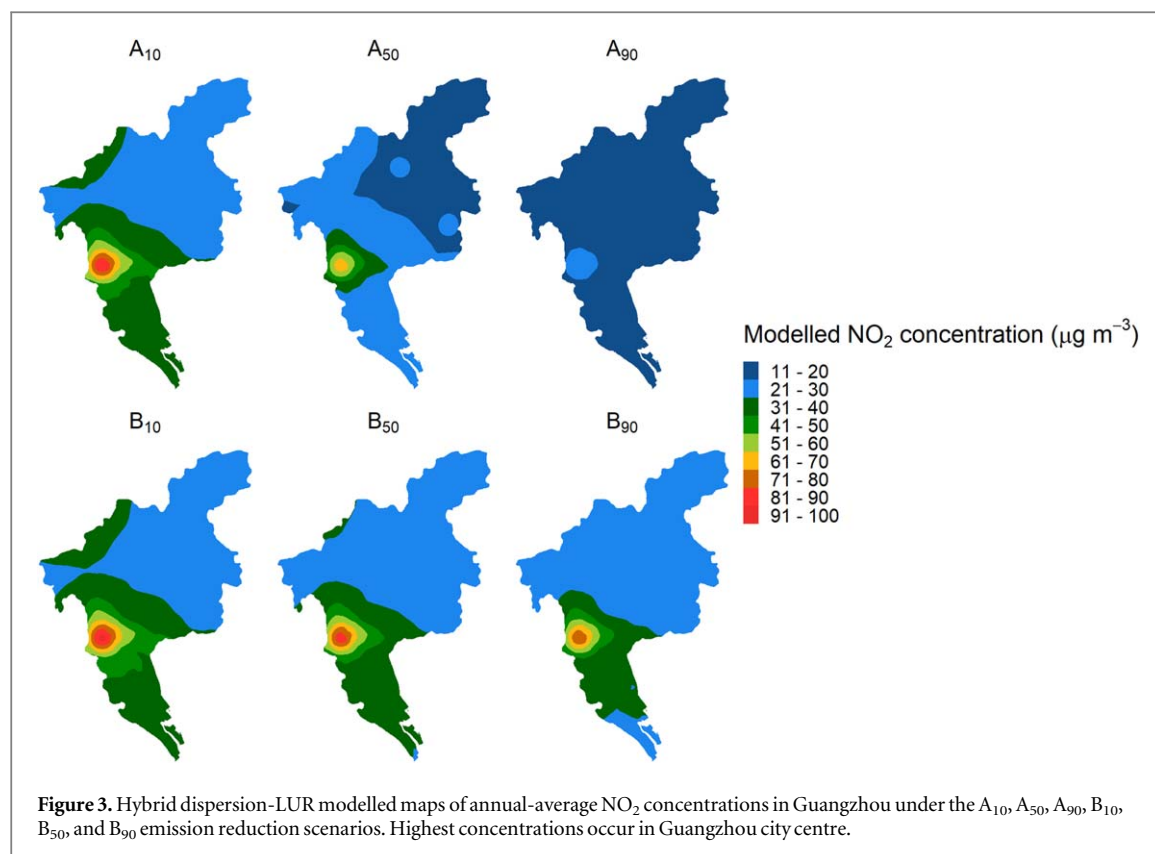 A₁₀ A₅₀ A₉₀
Modelled NO₂ concentration (µg m⁻³)
11 - 20
21 - 30
31 - 40
41 - 50
51 - 60
61 - 70
71 - 80
81 - 90
91 - 100
B₁₀ B₅₀ B₉₀
Figure 3. Hybrid dispersion-LUR modelled maps of annual-average NO₂ concentrations in Guangzhou under the A₁₀, A₅₀, A₉₀, B₁₀,
B₅₀, and B₉₀ emission reduction scenarios. Highest concentrations occur in Guangzhou city centre.